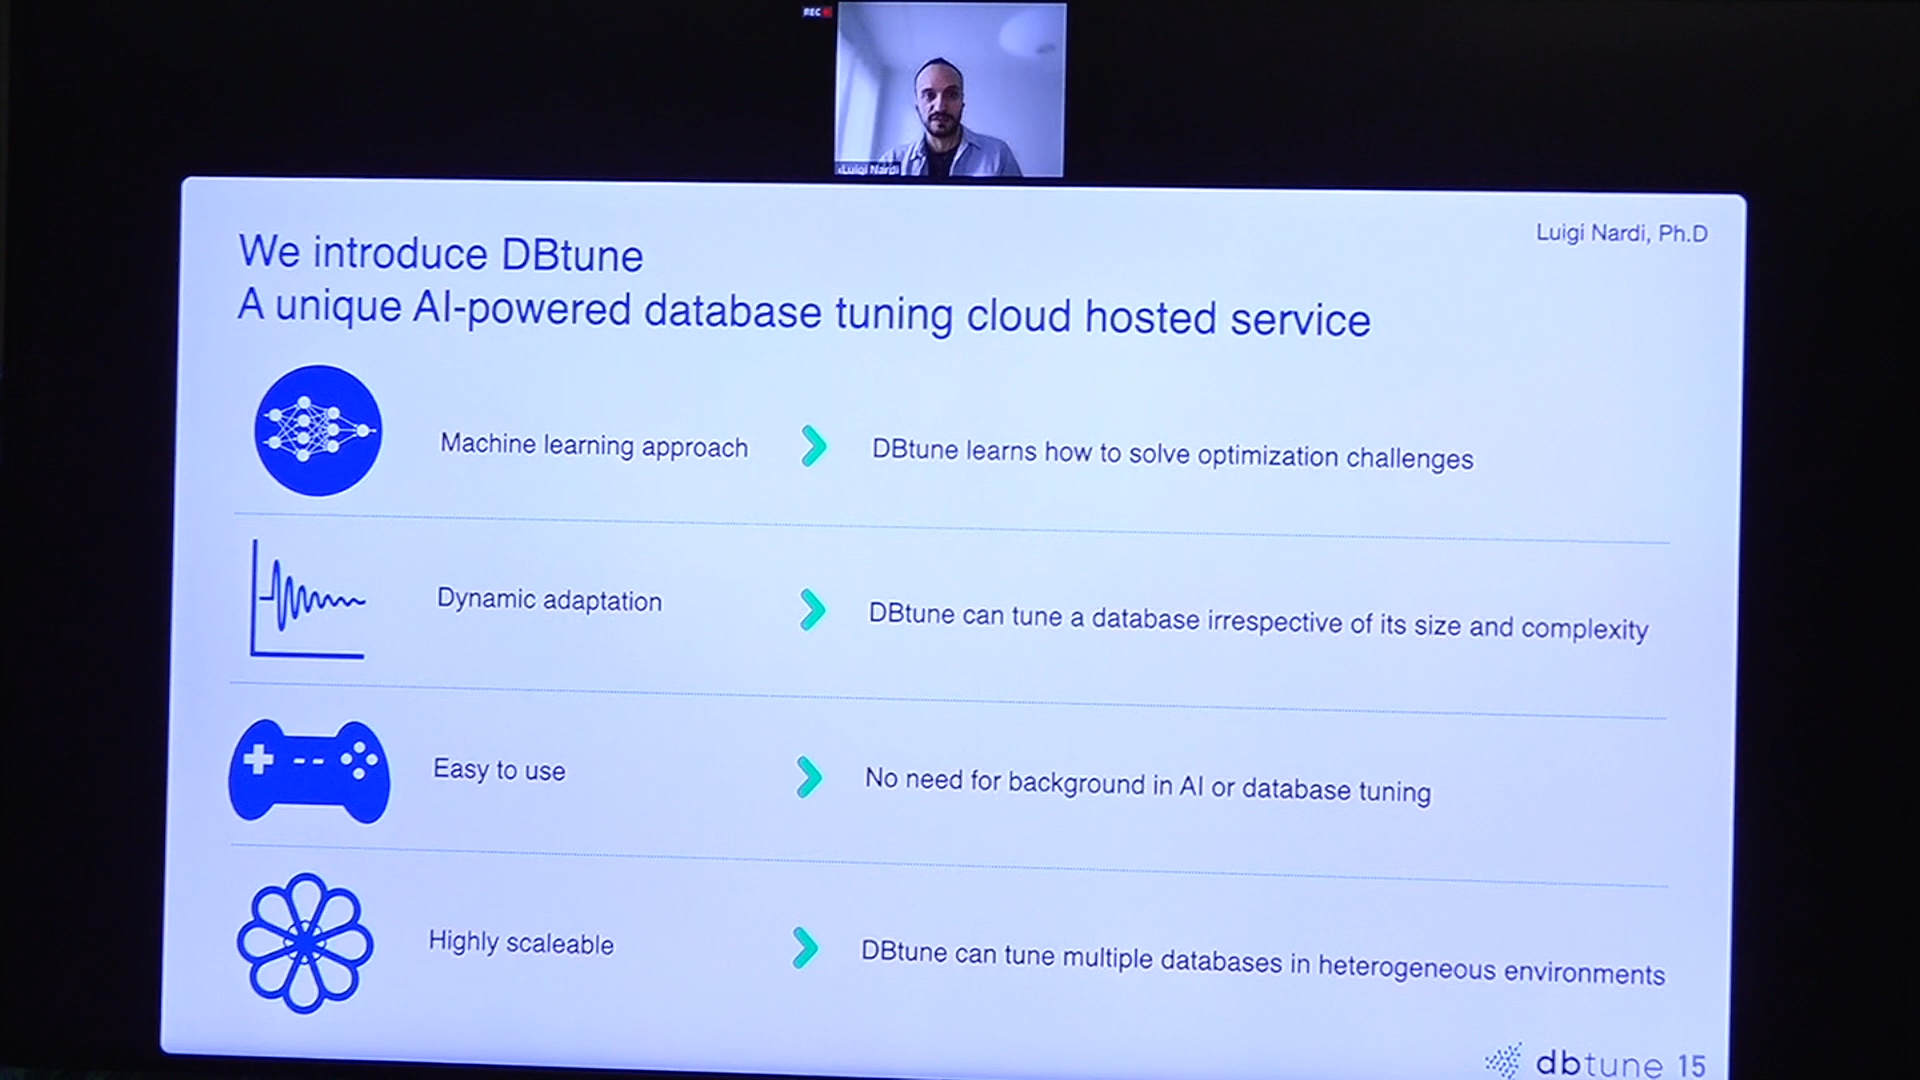 REC
Luigi Nardi
Luigi Nardi, Ph.D
We introduce DBtune
A unique AI-powered database tuning cloud hosted service
Machine learning approach
DBtune learns how to solve optimization challenges
Dynamic adaptation
DBtune can tune a database irrespective of its size and complexity
Easy to use
No need for background in AI or database tuning
Highly scaleable
DBtune can tune multiple databases in heterogeneous environments
dbtune 15